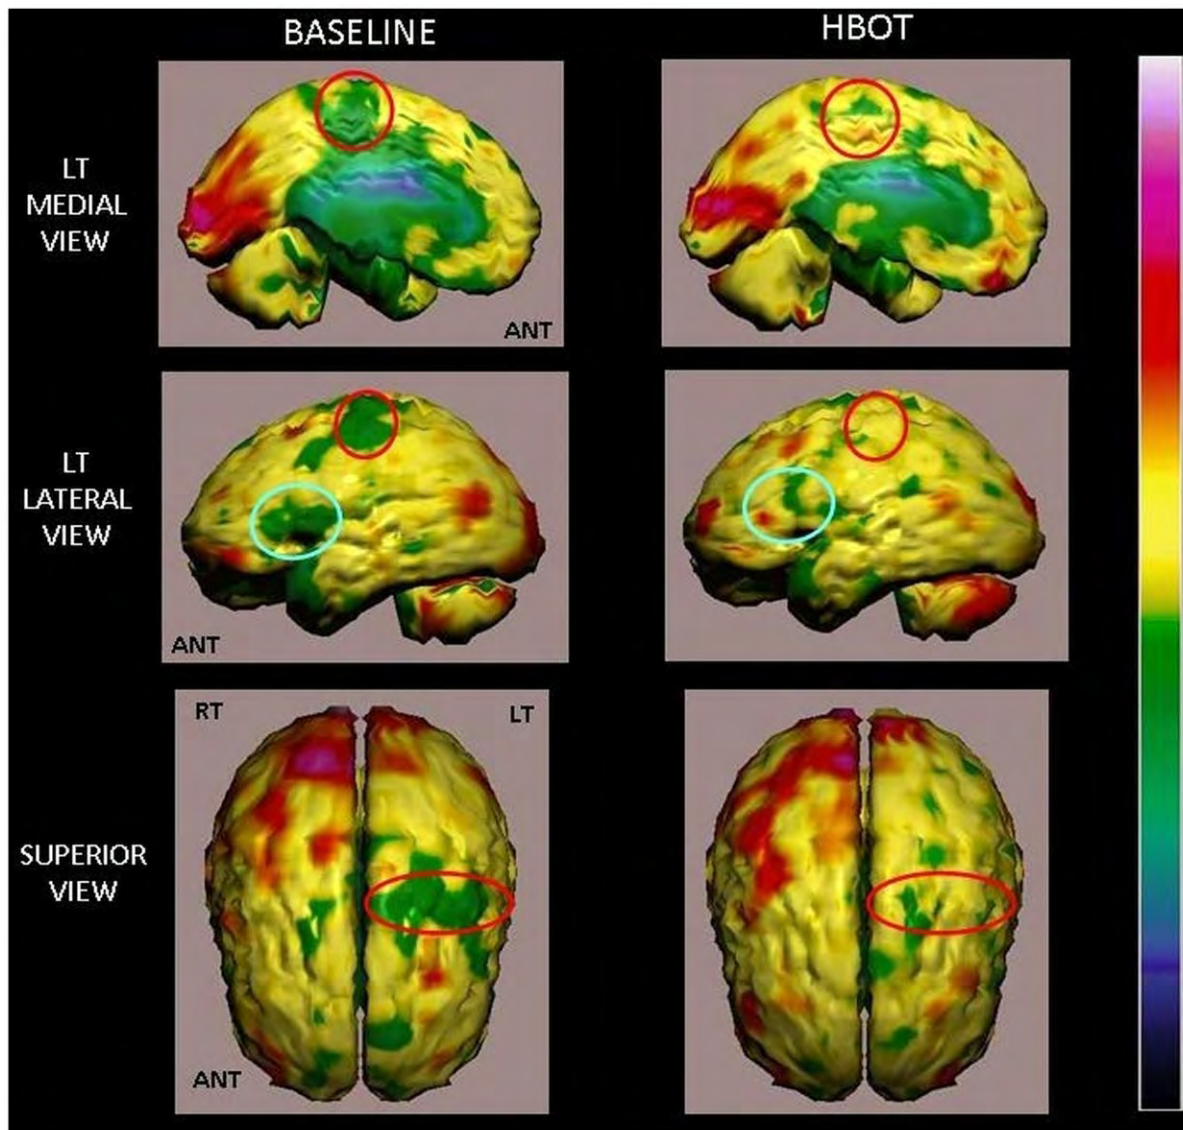 BASELINE
HBOT
LT
MEDIAL
VIEW
ANT
LT
LATERAL
VIEW
ANT
RT
LT
SUPERIOR
VIEW
ANT